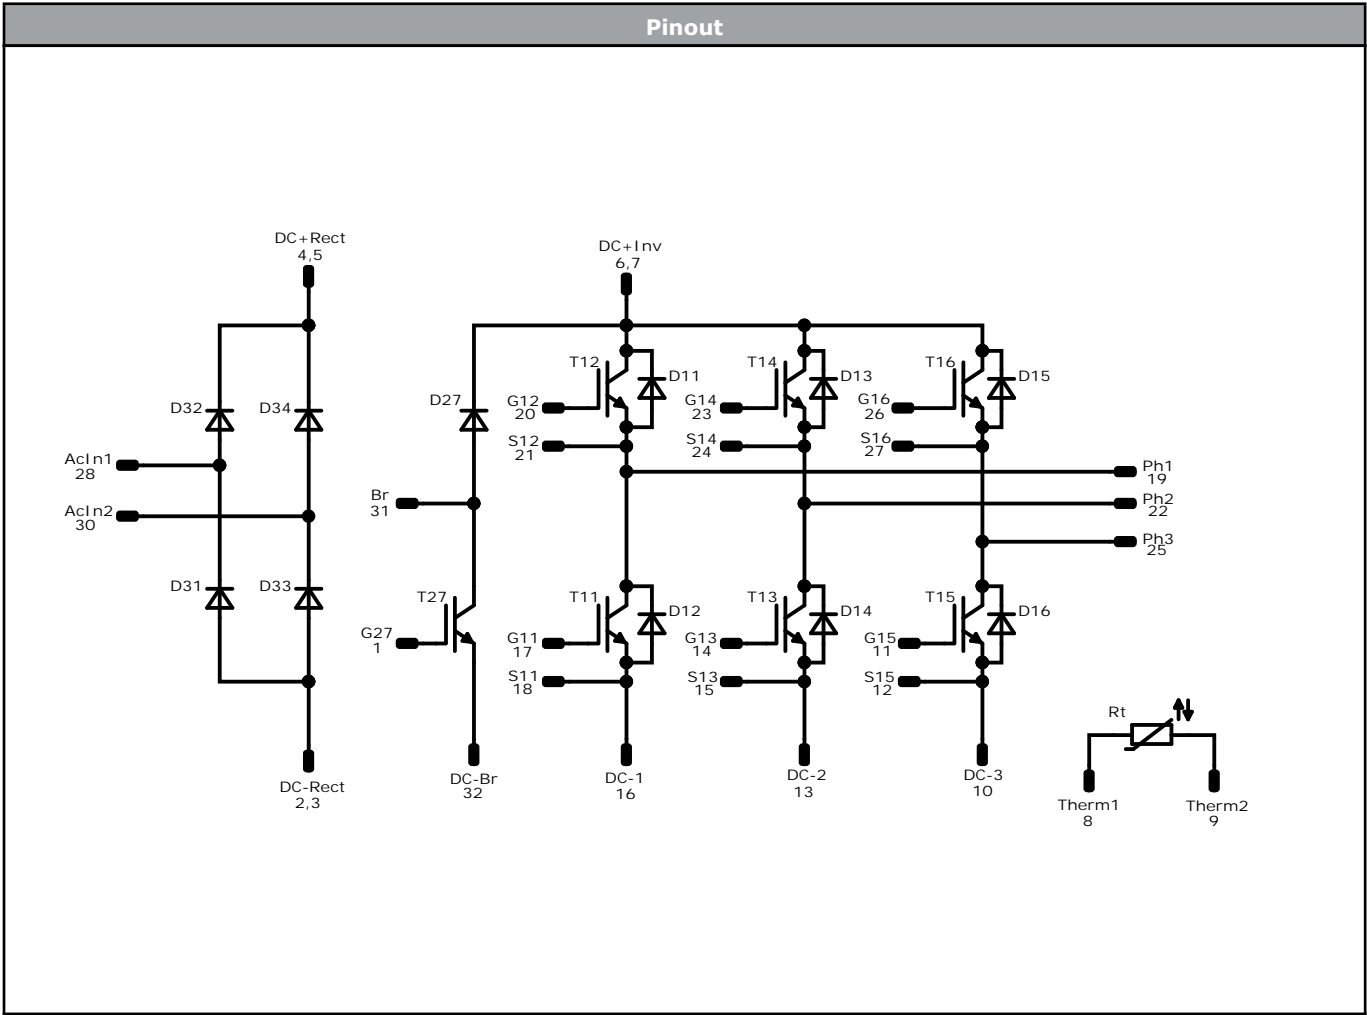 Pinout
DC+Rect
4,5
DC+Inv
6,7
T12
D11
T14
D13
T16
D15
D32
D34
D27
G12
20
G14
23
G16
26
S12
21
S14
24
S16
27
AcIn1
28
Ph1
19
Br
31
Ph2
22
AcIn2
30
Ph3
25
D31
D33
T27
T11
D12
T13
D14
T15
D16
G27
1
G11
17
G13
14
G15
11
S11
18
S13
15
S15
12
Rt
DC-Rect
2,3
DC-Br
32
DC-1
16
DC-2
13
DC-3
10
Therm1
8
Therm2
9